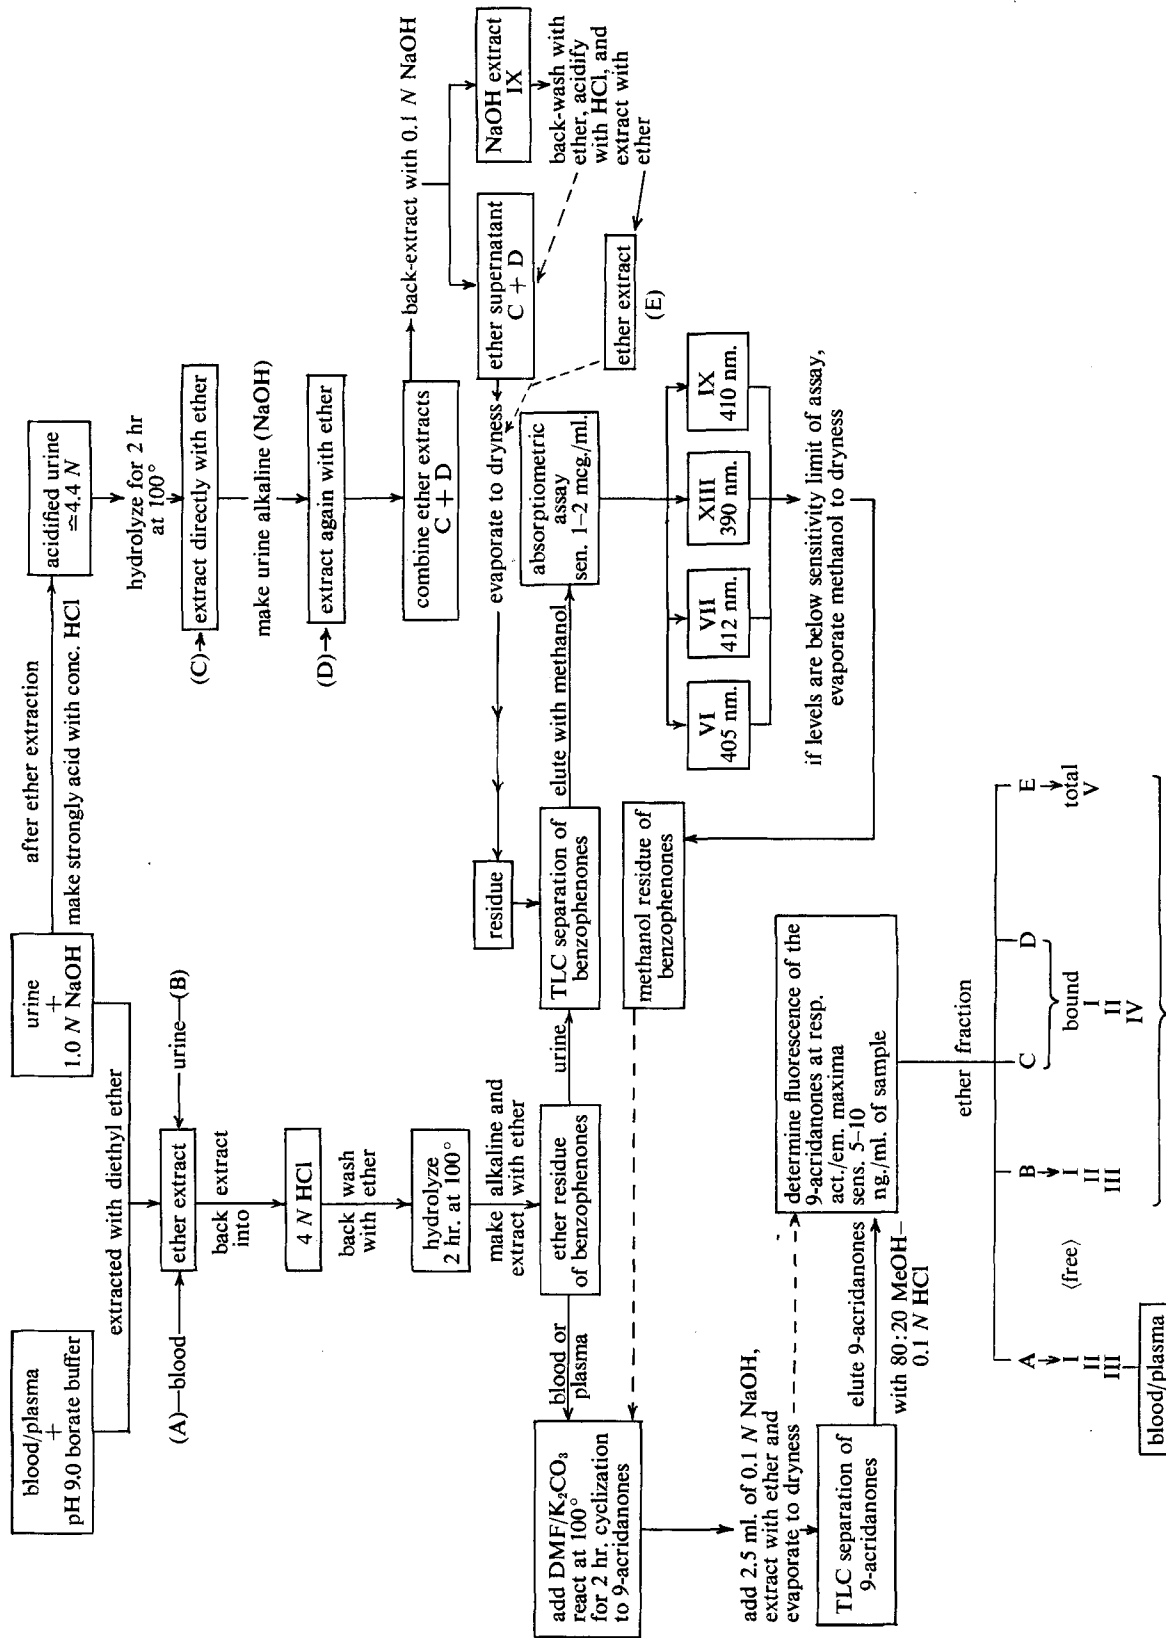 blood/plasma
+
pH 9.0 borate buffer
urine
+
1.0 N NaOH
extracted with diethyl ether
after ether extraction
make strongly acid with conc. HCl
acidified urine
≃4.4 N
hydrolyze for 2 hr
at 100°
(C)→ extract directly with ether
make urine alkaline (NaOH)
(D)→ extract again with ether
combine ether extracts
C + D
back-extract with 0.1 N NaOH
ether supernatant
C + D
NaOH extract
IX
back-wash with
ether, acidify
with HCl, and
extract with
ether
ether extract
(E)
evaporate to dryness
residue
(A)—blood
ether extract
urine—(B)
back extract
into
4 N HCl
back wash
with ether
hydrolyze
2 hr. at 100°
make alkaline and
extract with ether
ether residue
of benzophenones
blood or
plasma
urine
TLC separation of
benzophenones
elute with methanol
absorptiometric
assay
sen. 1–2 mcg./ml.
VI
405 nm.
VII
412 nm.
XIII
390 nm.
IX
410 nm.
if levels are below sensitivity limit of assay,
evaporate methanol to dryness
methanol residue of
benzophenones
add DMF/K₂CO₃
react at 100°
for 2 hr. cyclization
to 9-acridanones
add 2.5 ml. of 0.1 N NaOH,
extract with ether and
evaporate to dryness
TLC separation of
9-acridanones
elute 9-acridanones
with 80:20 MeOH–
0.1 N HCl
determine fluorescence of the
9-acridanones at resp.
act./em. maxima
sens. 5–10
ng./ml. of sample
ether fraction
A
I
II
III
⟨free⟩
B
I
II
III
C
D
bound
I
II
IV
E
total
V
blood/plasma